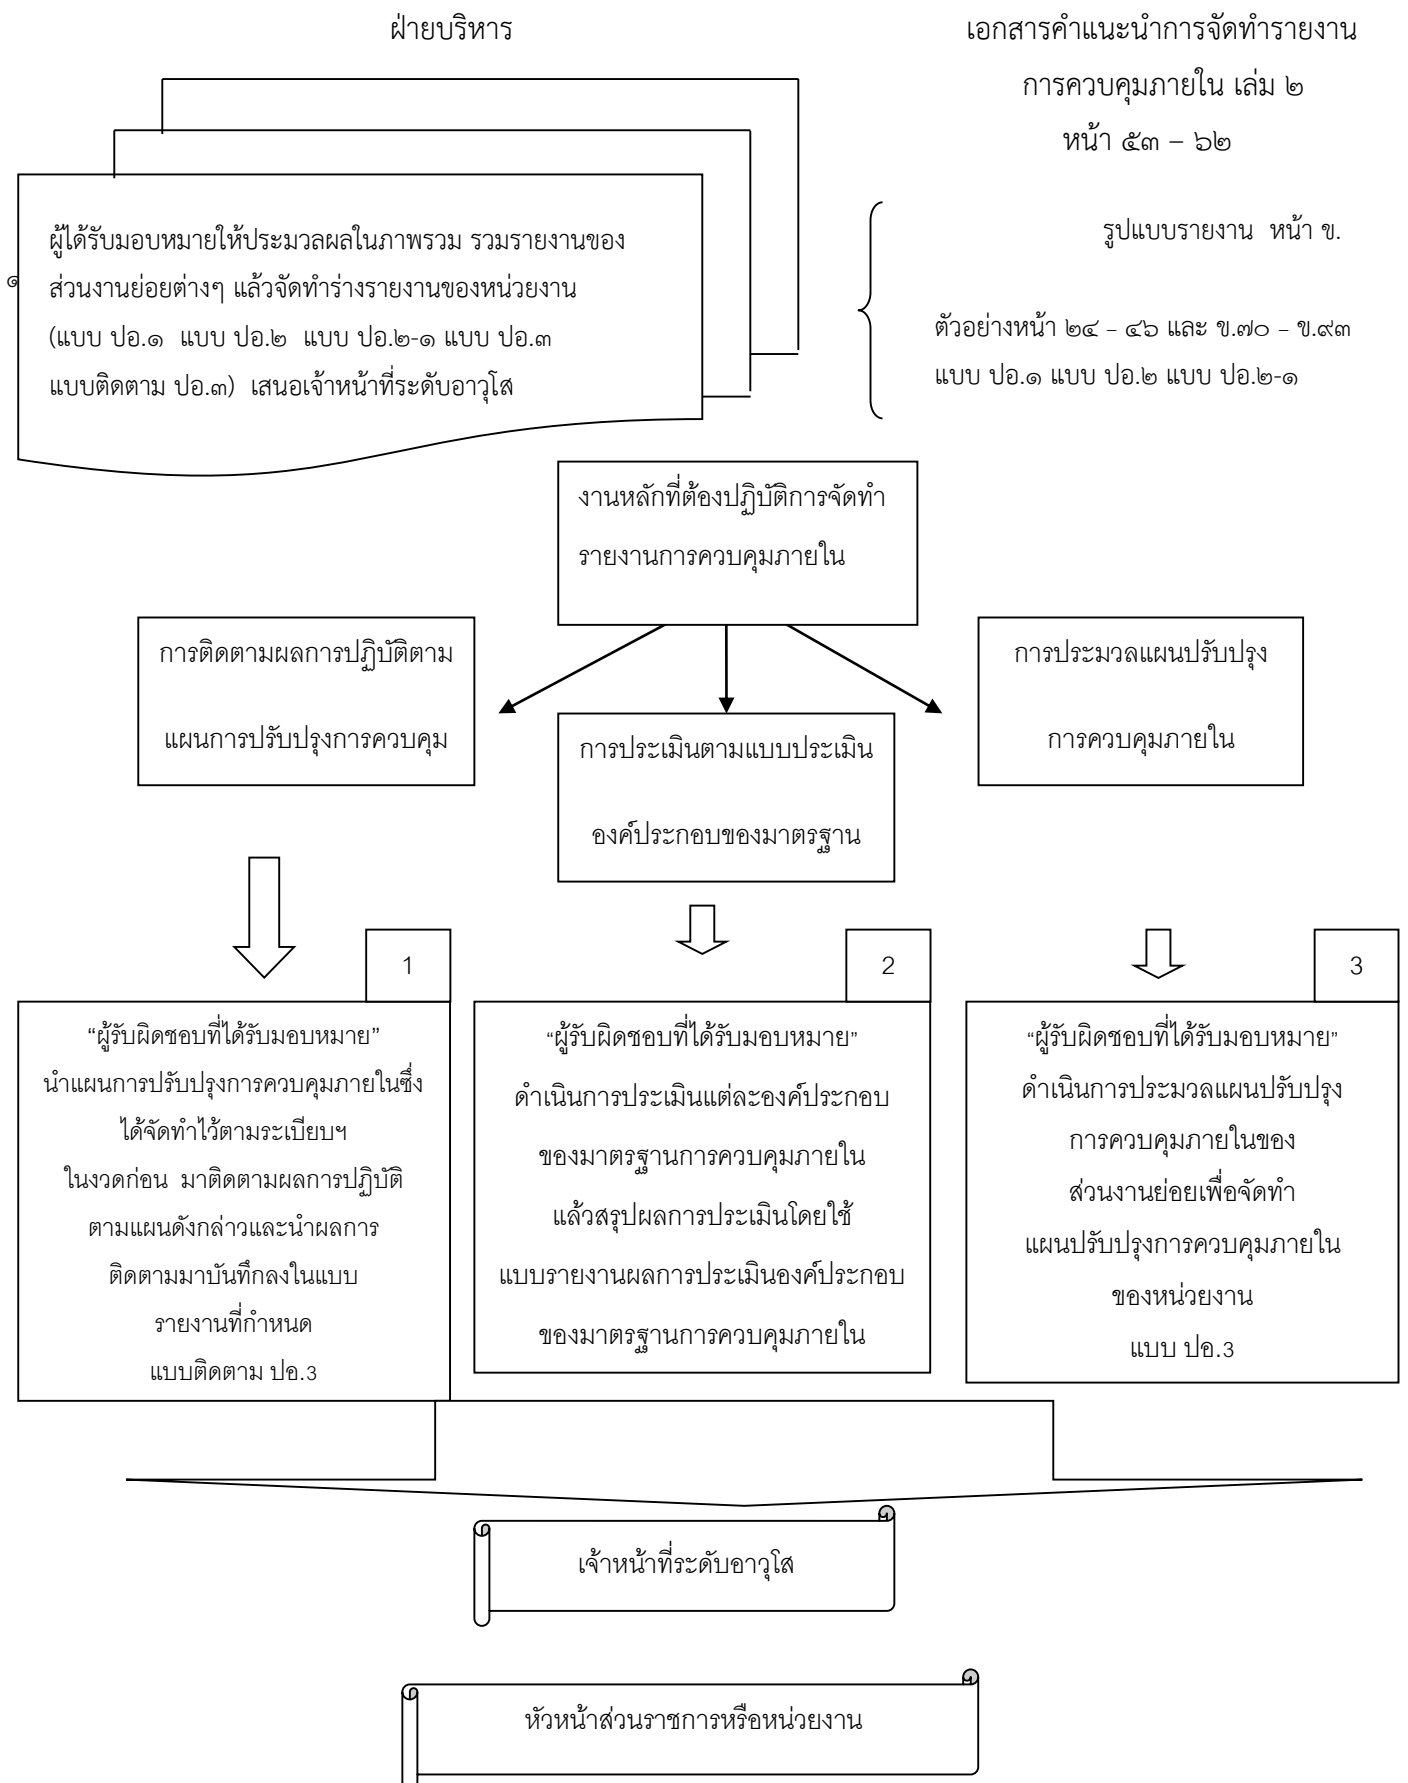 ฝ่ายบริหาร
เอกสารคำแนะนำการจัดทำรายงาน
การควบคุมภายใน เล่ม ๒
หน้า ๕๓ – ๖๒
๑
ผู้ได้รับมอบหมายให้ประมวลผลในภาพรวม รวมรายงานของ
ส่วนงานย่อยต่างๆ แล้วจัดทำร่างรายงานของหน่วยงาน
(แบบ ปอ.๑ แบบ ปอ.๒ แบบ ปอ.๒-๑ แบบ ปอ.๓
แบบติดตาม ปอ.๓) เสนอเจ้าหน้าที่ระดับอาวุโส
รูปแบบรายงาน หน้า ข.
ตัวอย่างหน้า ๒๔ - ๔๖ และ ข.๗๐ - ข.๙๓
แบบ ปอ.๑ แบบ ปอ.๒ แบบ ปอ.๒-๑
งานหลักที่ต้องปฏิบัติการจัดทำ
รายงานการควบคุมภายใน
การติดตามผลการปฏิบัติตาม
แผนการปรับปรุงการควบคุม
การประเมินตามแบบประเมิน
องค์ประกอบของมาตรฐาน
การประมวลแผนปรับปรุง
การควบคุมภายใน
1
“ผู้รับผิดชอบที่ได้รับมอบหมาย”
นำแผนการปรับปรุงการควบคุมภายในซึ่ง
ได้จัดทำไว้ตามระเบียบฯ
ในงวดก่อน มาติดตามผลการปฏิบัติ
ตามแผนดังกล่าวและนำผลการ
ติดตามมาบันทึกลงในแบบ
รายงานที่กำหนด
แบบติดตาม ปอ.3
2
“ผู้รับผิดชอบที่ได้รับมอบหมาย”
ดำเนินการประเมินแต่ละองค์ประกอบ
ของมาตรฐานการควบคุมภายใน
แล้วสรุปผลการประเมินโดยใช้
แบบรายงานผลการประเมินองค์ประกอบ
ของมาตรฐานการควบคุมภายใน
3
“ผู้รับผิดชอบที่ได้รับมอบหมาย”
ดำเนินการประมวลแผนปรับปรุง
การควบคุมภายในของ
ส่วนงานย่อยเพื่อจัดทำ
แผนปรับปรุงการควบคุมภายใน
ของหน่วยงาน
แบบ ปอ.3
เจ้าหน้าที่ระดับอาวุโส
หัวหน้าส่วนราชการหรือหน่วยงาน